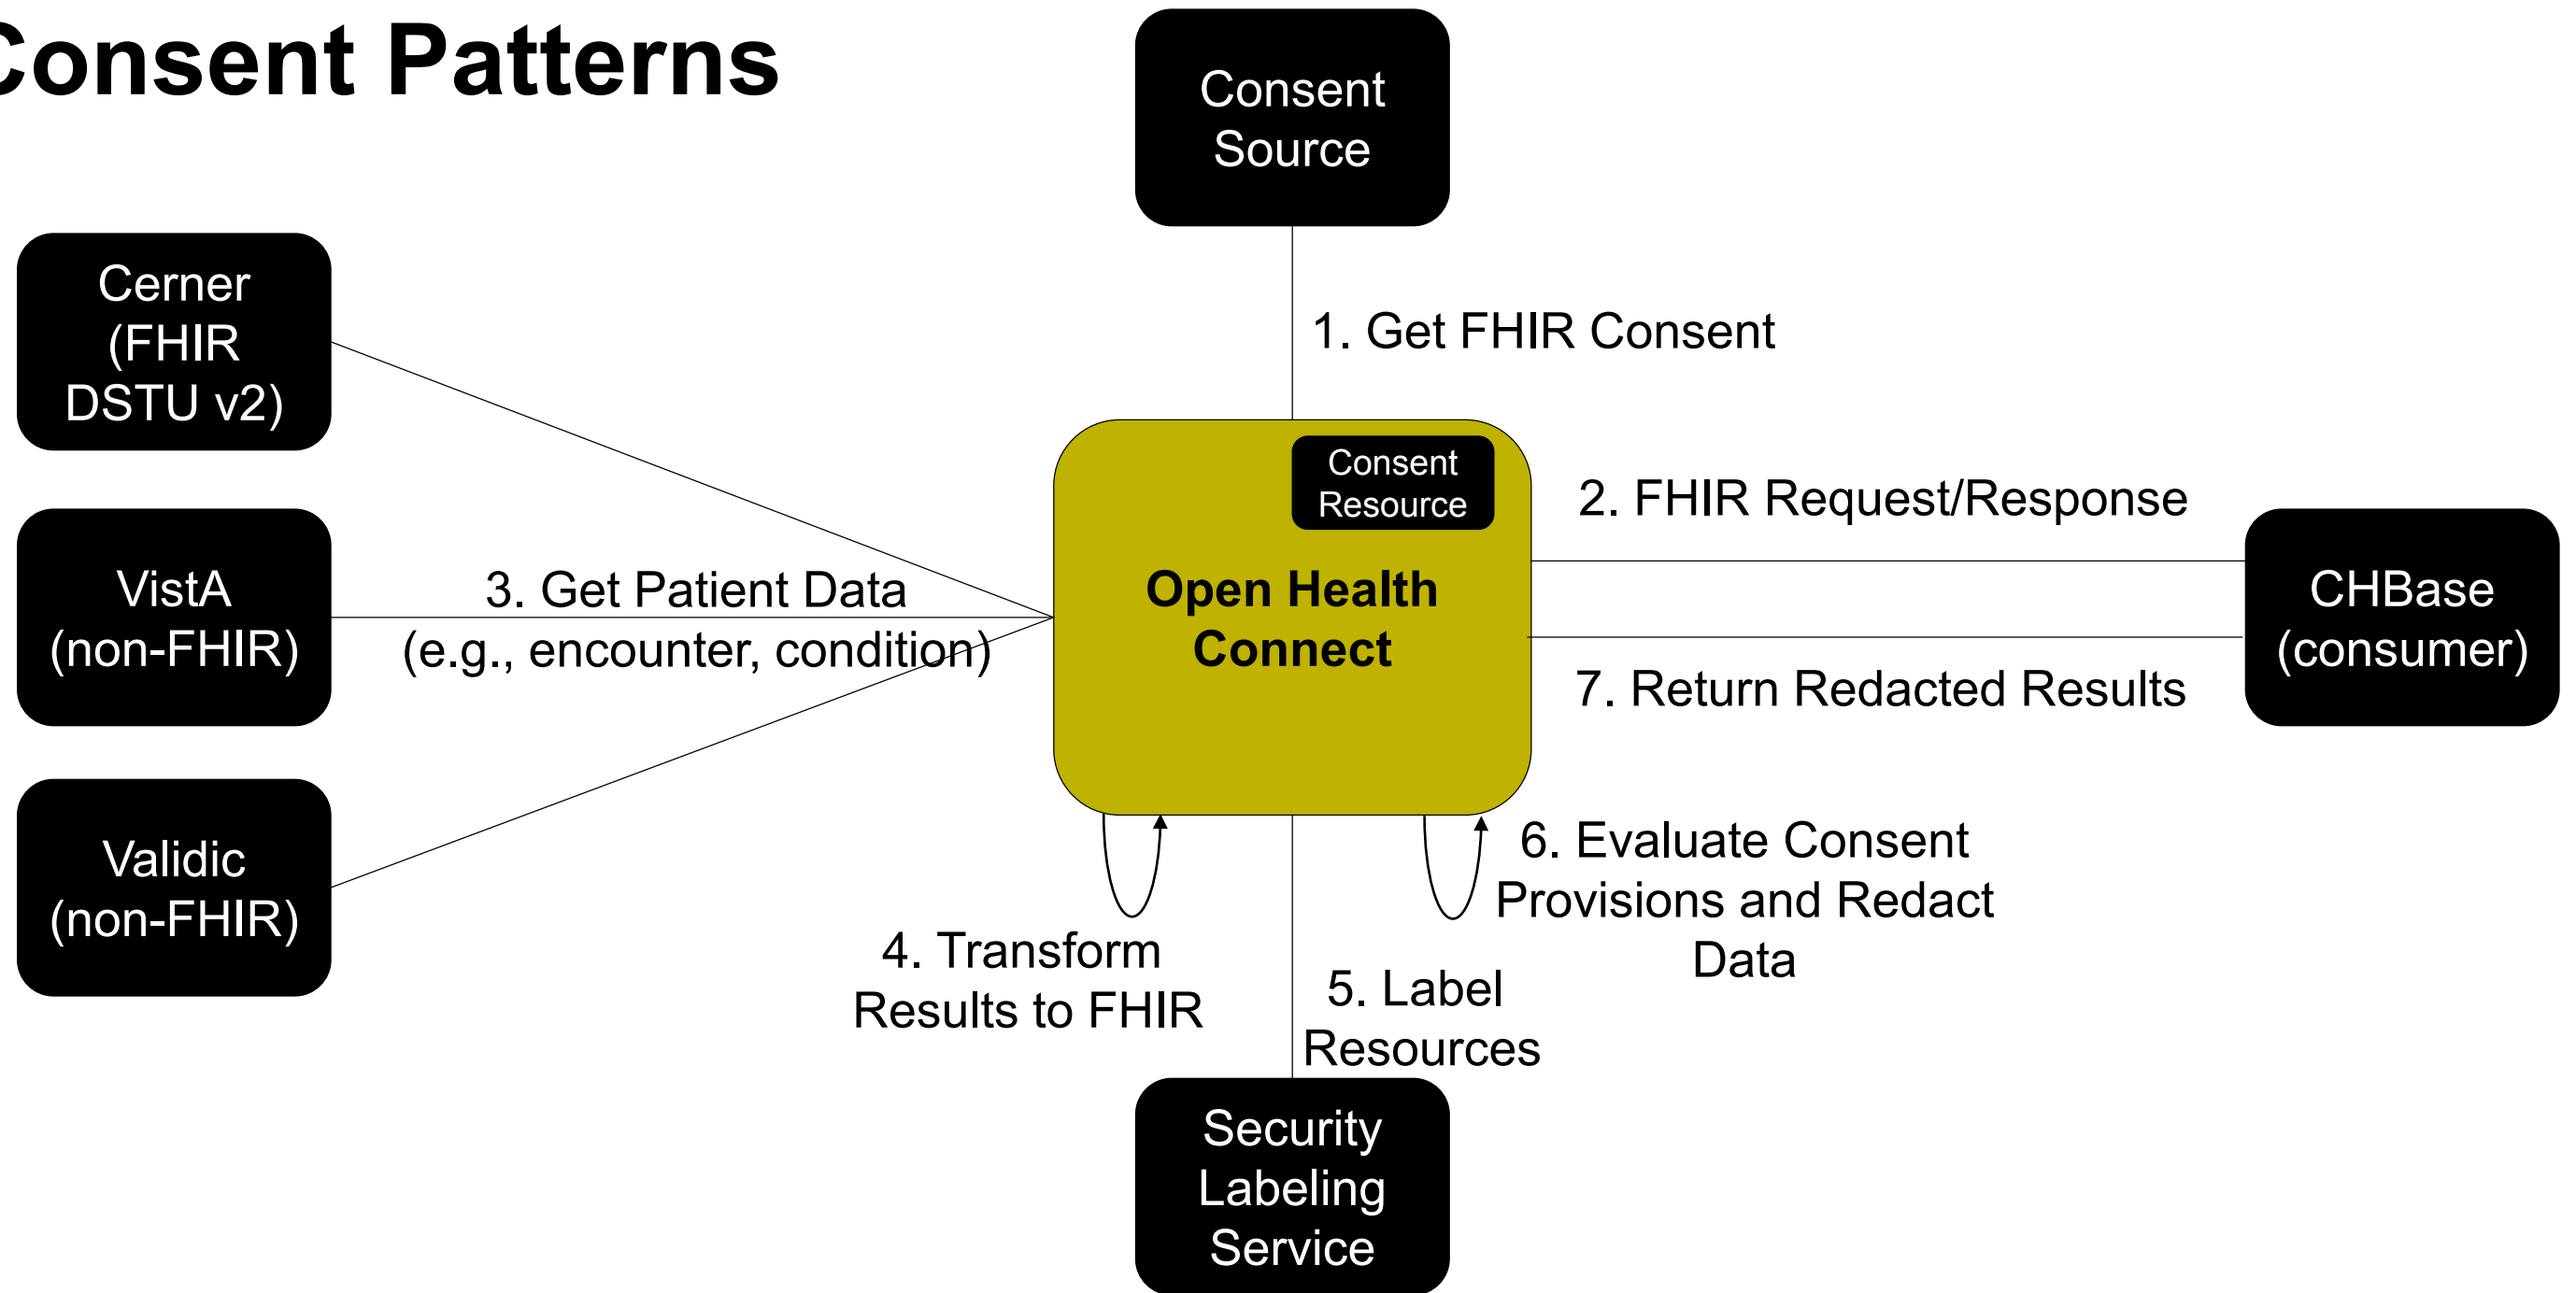 Consent Patterns
Consent
Source
Cerner
(FHIR
DSTU v2)
1. Get FHIR Consent
Consent
Resource
2. FHIR Request/Response
VistA
(non-FHIR)
3. Get Patient Data
(e.g., encounter, condition)
Open Health
Connect
CHBase
(consumer)
7. Return Redacted Results
Validic
(non-FHIR)
6. Evaluate Consent
Provisions and Redact
Data
4. Transform
Results to FHIR
5. Label
Resources
Security
Labeling
Service